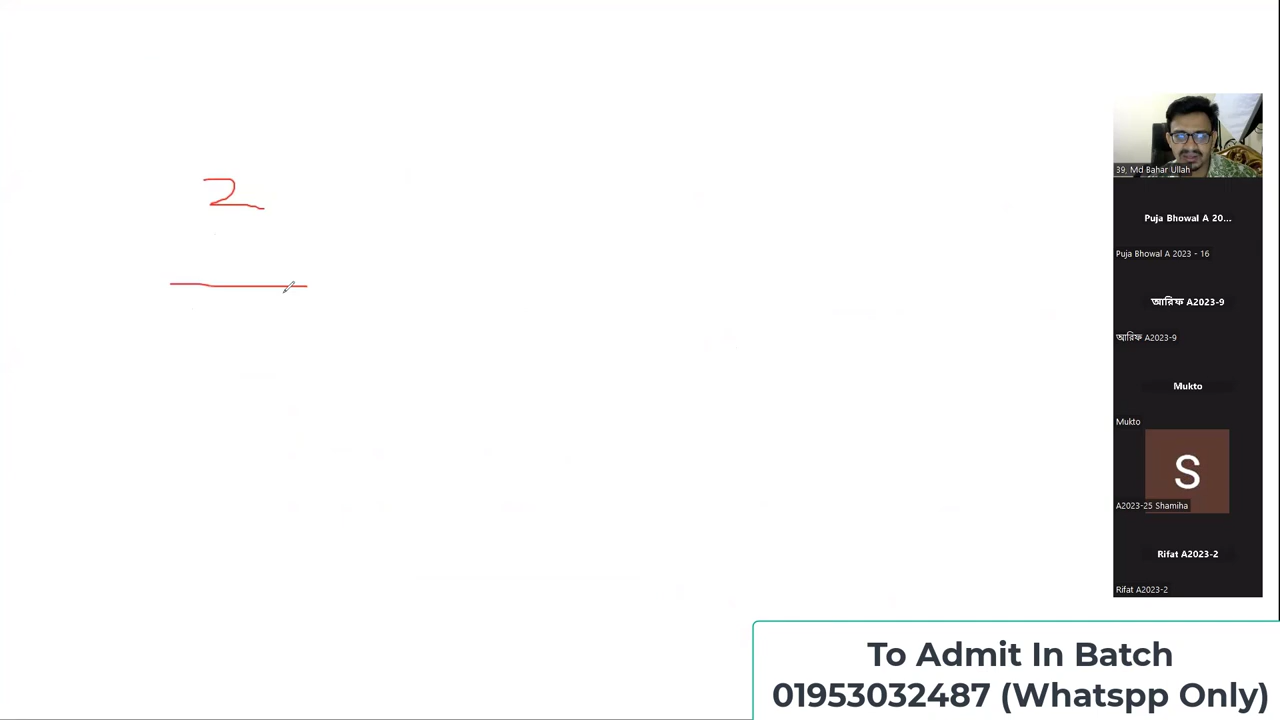 2
39, Md Bahar Ullah
Puja Bhowal A 20...
Puja Bhowal A 2023 - 16
আরিফ A2023-9
আরিফ A2023-9
Mukto
Mukto
S
A2023-25 Shamiha
Rifat A2023-2
Rifat A2023-2
To Admit In Batch
01953032487 (Whatspp Only)